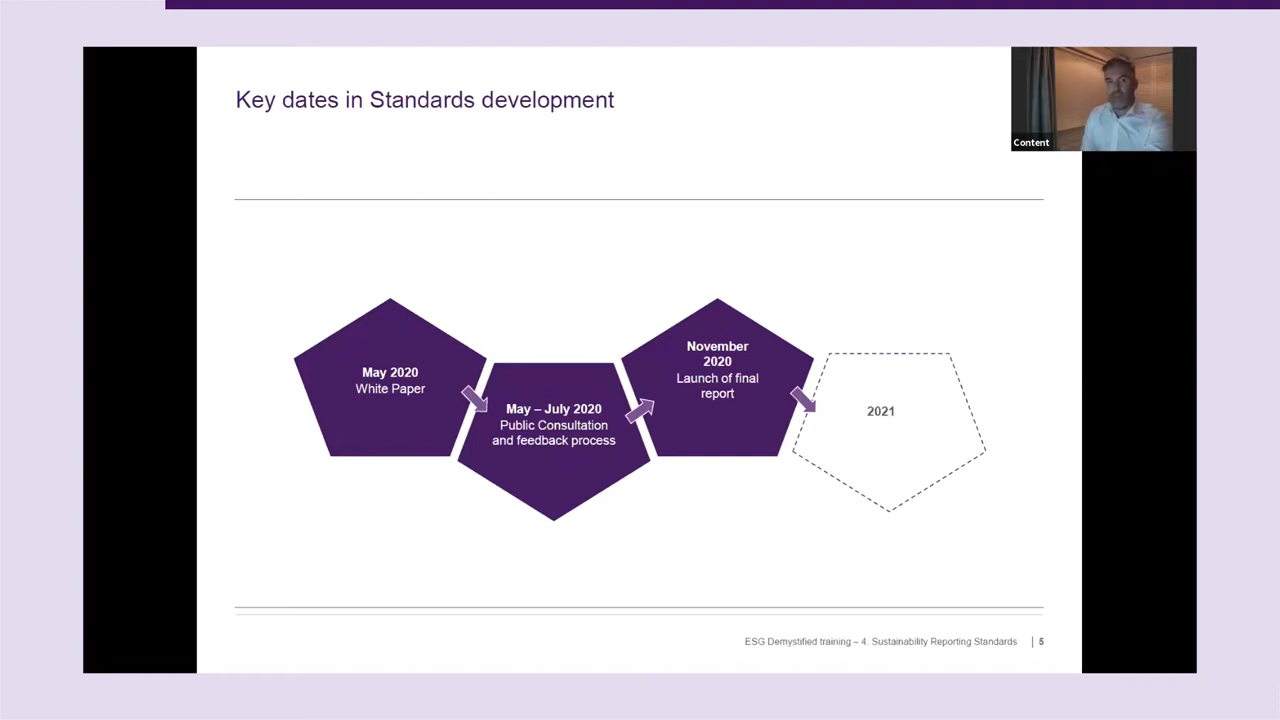 Key dates in Standards development
Content
May 2020
White Paper
May – July 2020
Public Consultation
and feedback process
November
2020
Launch of final
report
2021
ESG Demystified training – 4. Sustainability Reporting Standards | 5